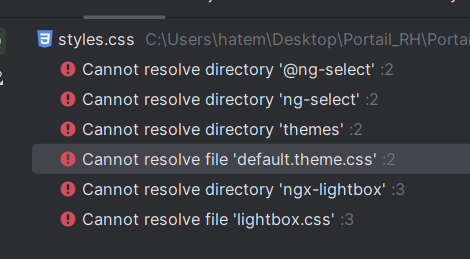 styles.css C:\Users\hatem\Desktop\Portail_RH\Portai
Cannot resolve directory '@ng-select' :2
Cannot resolve directory 'ng-select' :2
Cannot resolve directory 'themes' :2
Cannot resolve file 'default.theme.css' :2
Cannot resolve directory 'ngx-lightbox' :3
Cannot resolve file 'lightbox.css' :3